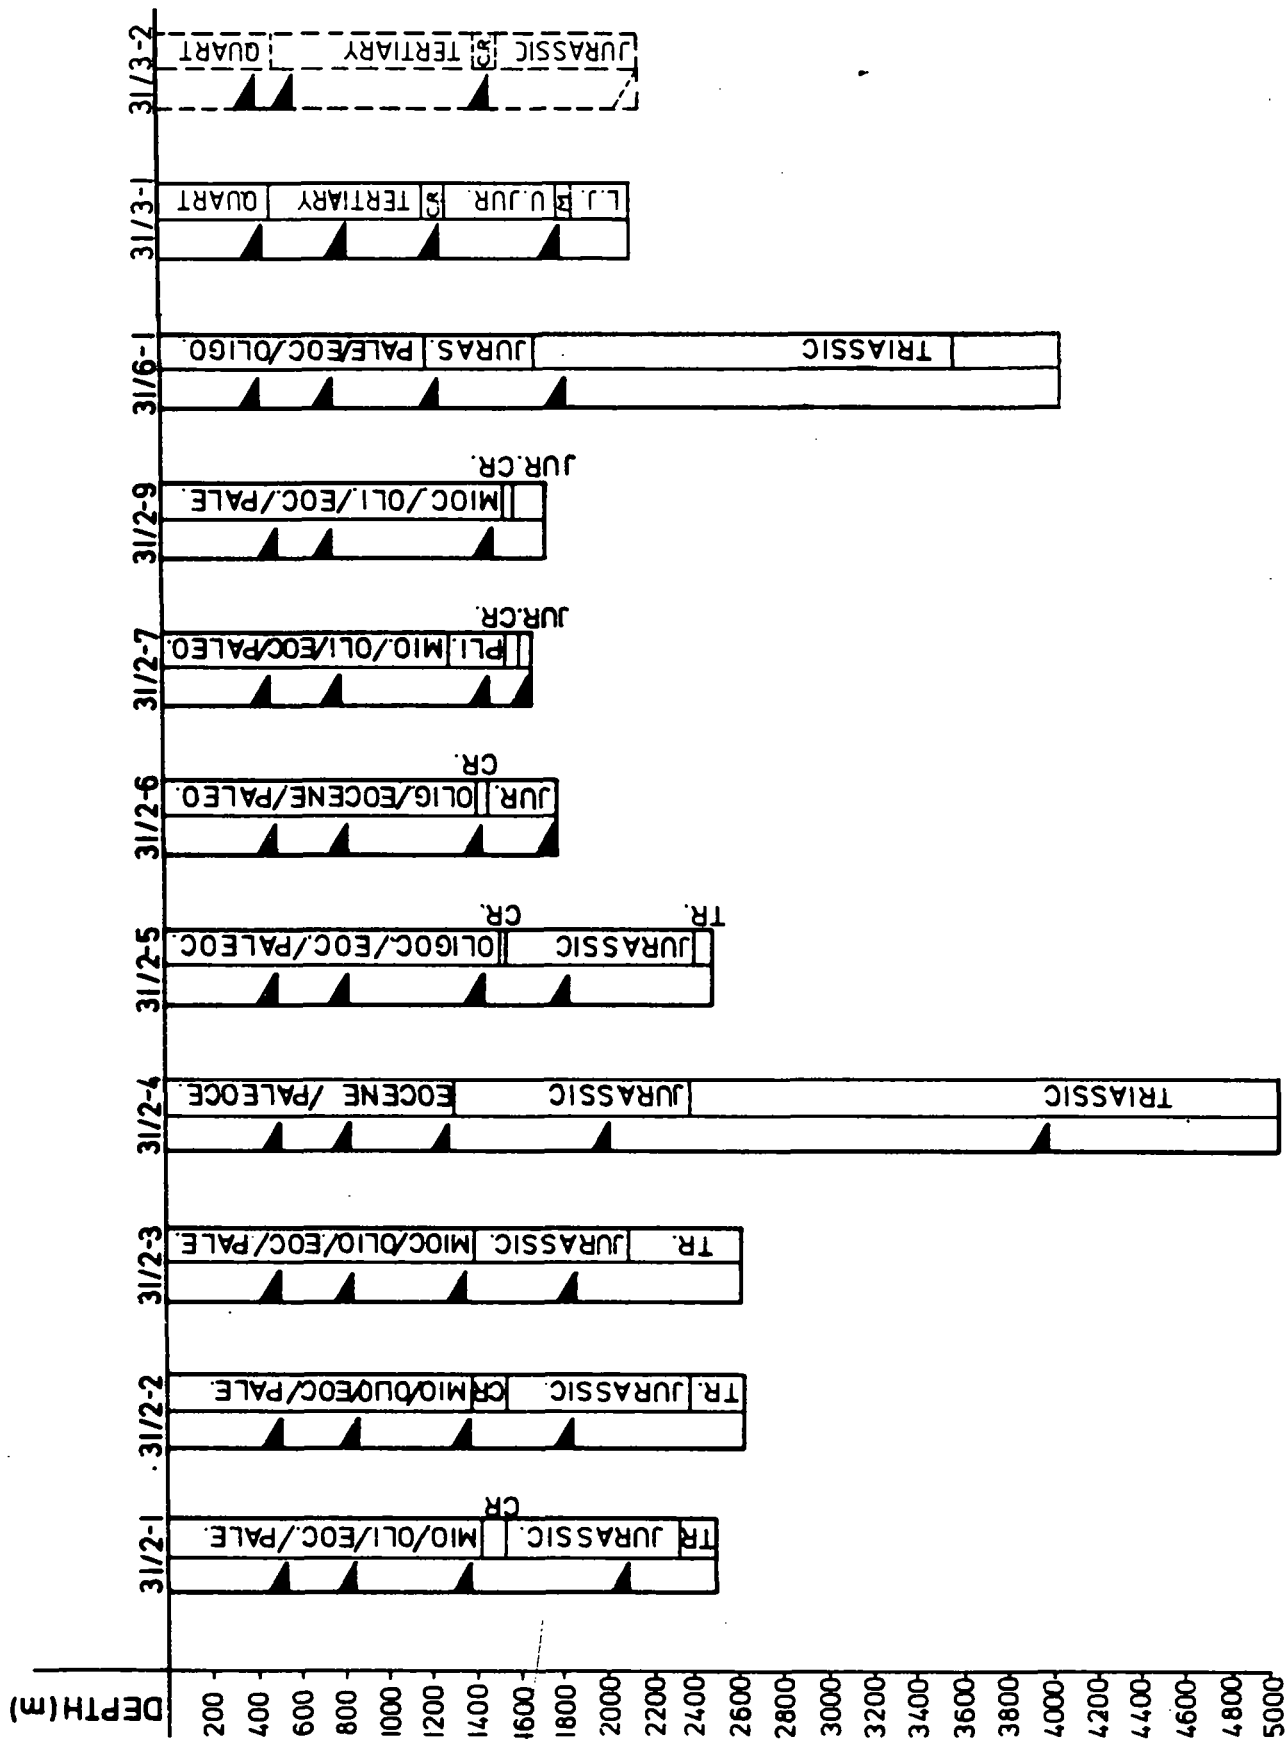 DEPTH (m)
200
400
600
800
1000
1200
1400
1600
1800
2000
2200
2400
2600
2800
3000
3200
3400
3600
3800
4000
4200
4400
4600
4800
5000
31/2-1
MIO/OLI/EOC./PALE.
CR
JURASSIC.
TR
31/2-2
MIO/OLIO/EOC/PALE.
CR
JURASSIC.
TR.
31/2-3
MIOC/OLIO/EOC/PALE.
JURASSIC.
TR.
31/2-4
EOCENE /PALEOCE.
JURASSIC
TRIASSIC
31/2-5
OLIGOC./EOC./PALEOC.
CR.
JURASSIC
TR.
31/2-6
OLIG/EOCENE/PALEO.
CR.
JUR.
31/2-7
MIO./OLI/EOC/PALEO.
PLI.
JUR.CR.
31/2-9
MIOC/OLI./EOC./PALE.
JUR.CR.
31/6-1
PALE/EOC/OLIGO.
JURAS.
TRIASSIC
31/3-1
QUART
TERTIARY
CR
U.JUR.
M
L.J.
31/3-2
QUART
TERTIARY
CR
JURASSIC